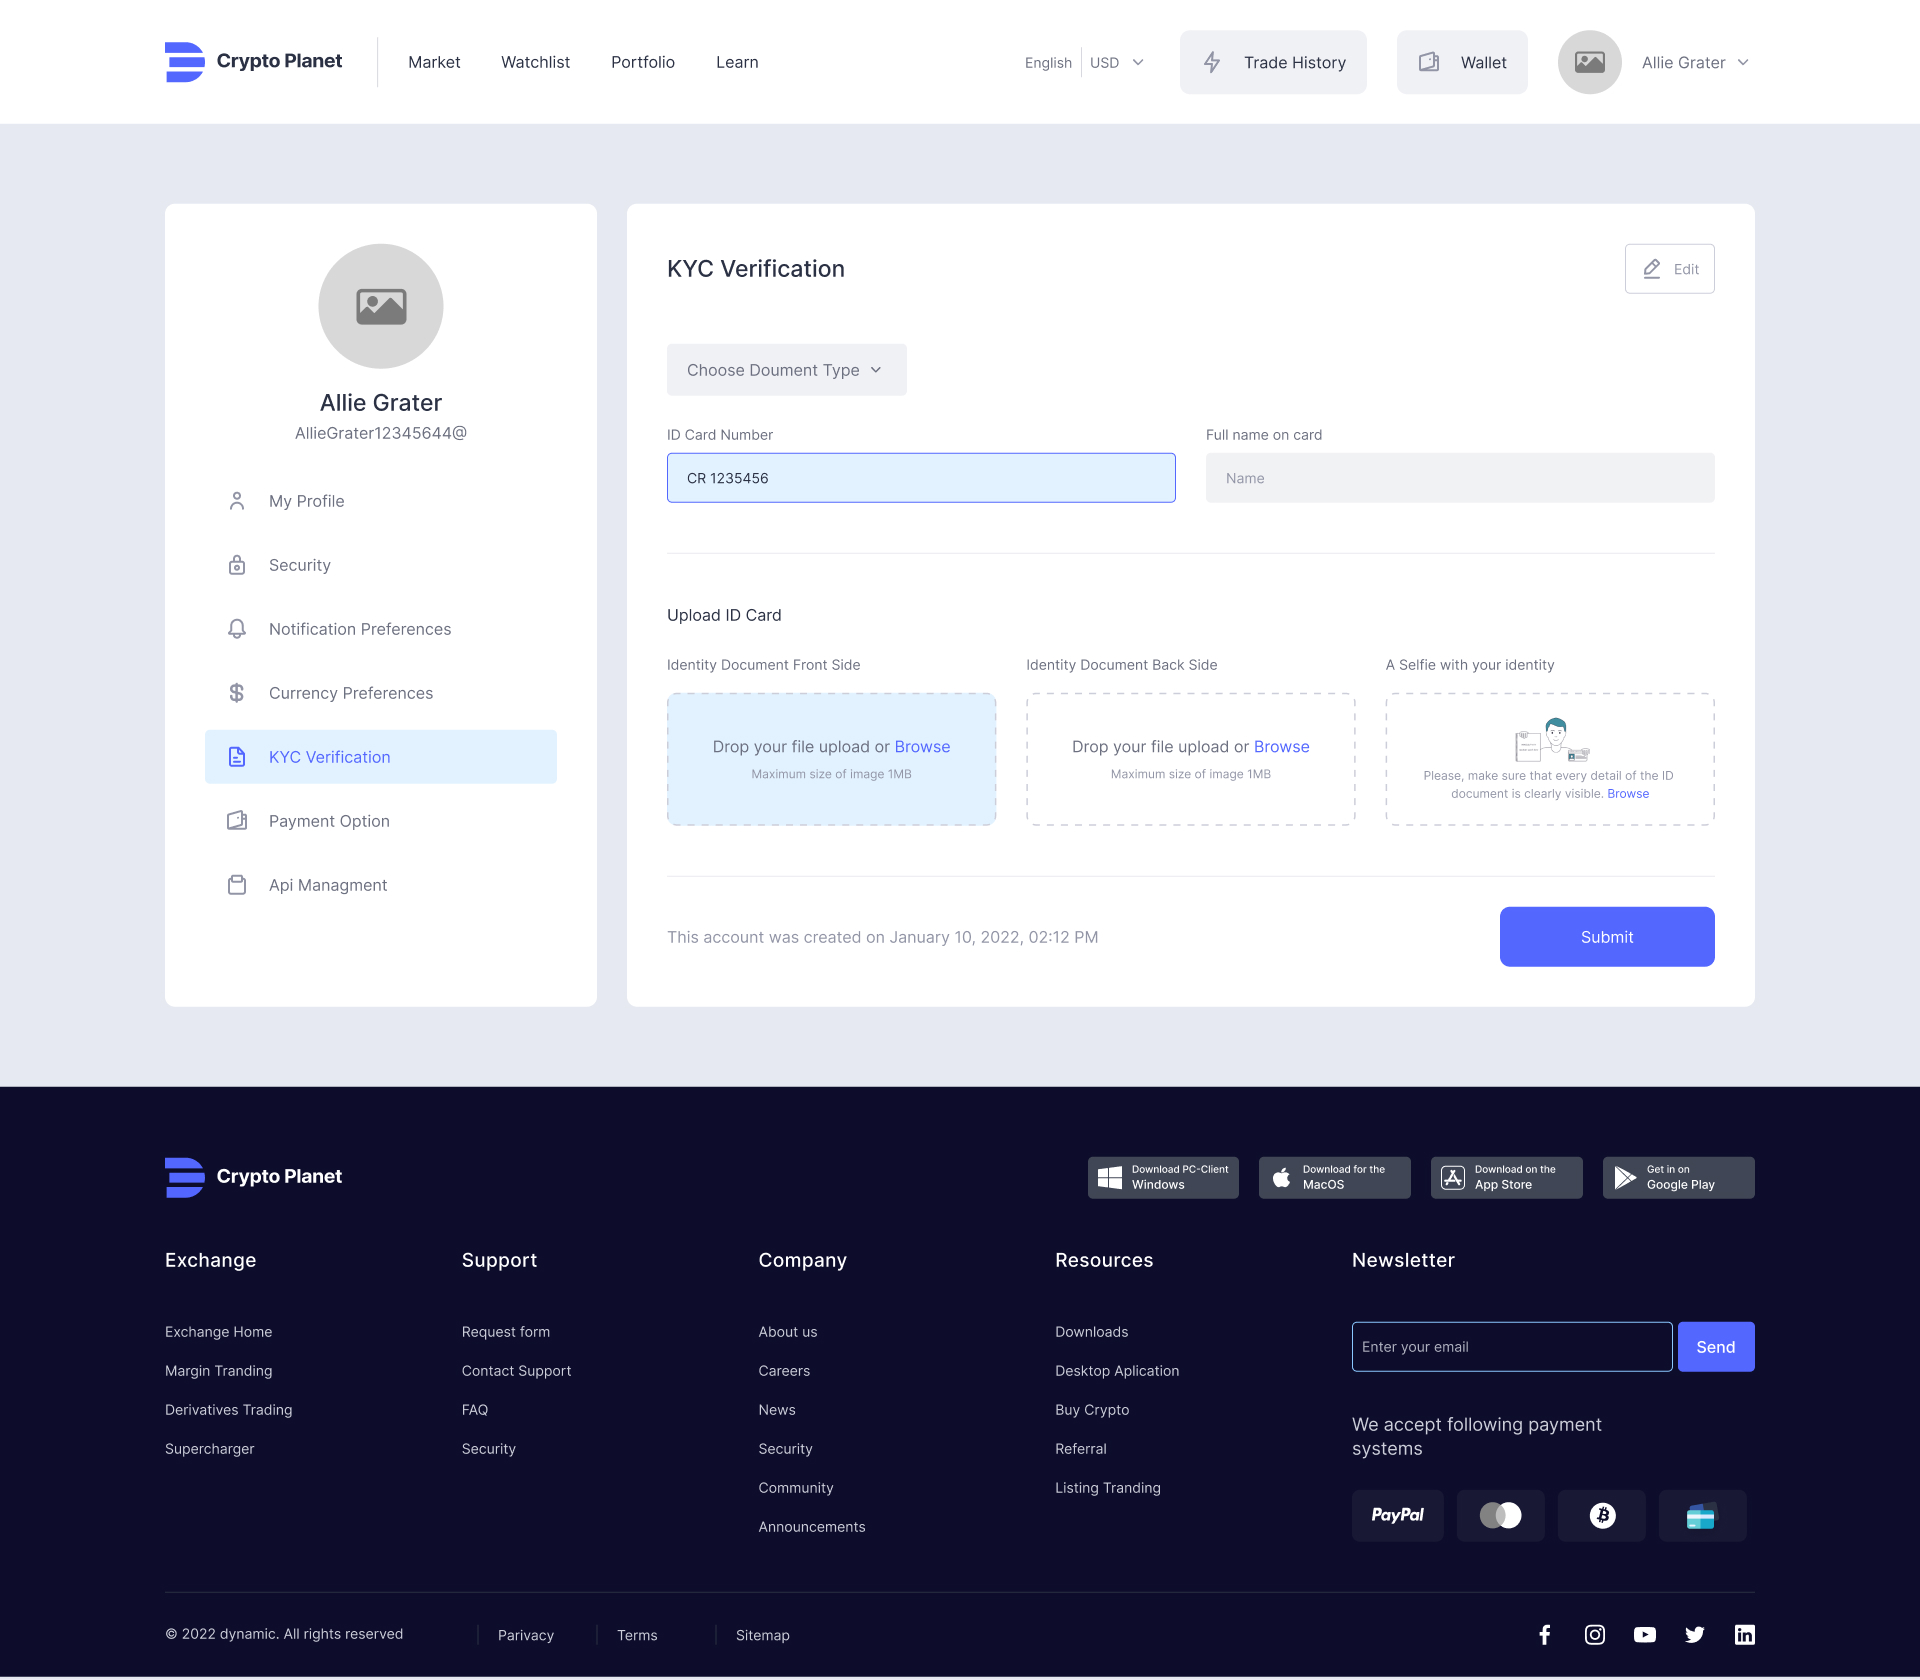 Crypto Planet
Market
Watchlist
Portfolio
Learn
English
USD
Trade History
Wallet
Allie Grater
Allie Grater
AllieGrater12345644@
My Profile
Security
Notification Preferences
Currency Preferences
KYC Verification
Payment Option
Api Managment
KYC Verification
Edit
Choose Doument Type
ID Card Number
CR 1235456
Full name on card
Name
Upload ID Card
Identity Document Front Side
Drop your file upload or Browse
Maximum size of image 1MB
Identity Document Back Side
Drop your file upload or Browse
Maximum size of image 1MB
A Selfie with your identity
Please, make sure that every detail of the ID
document is clearly visible. Browse
This account was created on January 10, 2022, 02:12 PM
Submit
Crypto Planet
Download PC-Client
Windows
Download for the
MacOS
Download on the
App Store
Get in on
Google Play
Exchange
Exchange Home
Margin Tranding
Derivatives Trading
Supercharger
Support
Request form
Contact Support
FAQ
Security
Company
About us
Careers
News
Security
Community
Announcements
Resources
Downloads
Desktop Aplication
Buy Crypto
Referral
Listing Tranding
Newsletter
Enter your email
Send
We accept following payment
systems
PayPal
© 2022 dynamic. All rights reserved
Parivacy
Terms
Sitemap